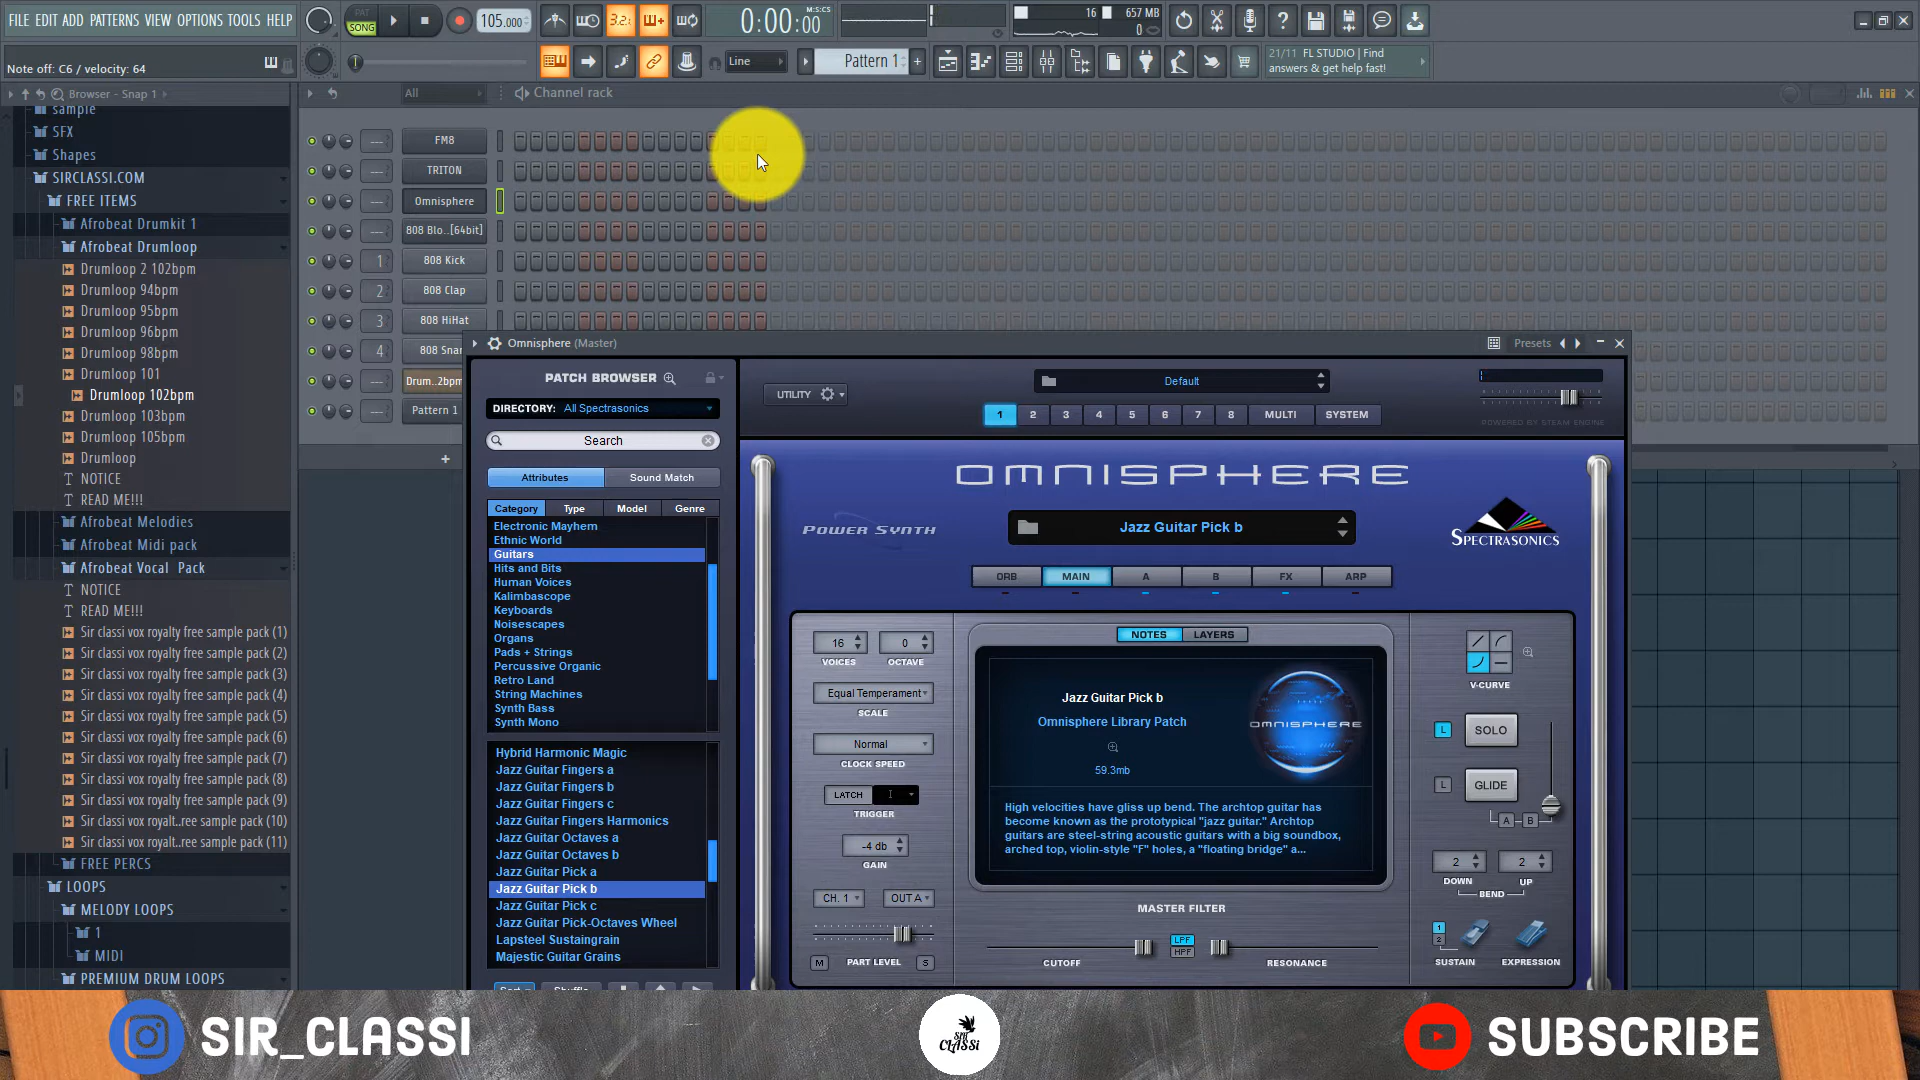 FILE EDIT ADD PATTERNS VIEW OPTIONS TOOLS HELP
PAT
SONG
105.000
3.2:
0:00:00
M:S:CS
16
657 MB
0
Note off: C6 / velocity: 64
Line
Pattern 1
21/11 FL STUDIO | Find
answers & get help fast!
Browser - Snap 1
All
Channel rack
sample
SFX
Shapes
SIRCLASSI.COM
FREE ITEMS
Afrobeat Drumkit 1
Afrobeat Drumloop
Drumloop 2 102bpm
Drumloop 94bpm
Drumloop 95bpm
Drumloop 96bpm
Drumloop 98bpm
Drumloop 101
Drumloop 102bpm
Drumloop 103bpm
Drumloop 105bpm
Drumloop
NOTICE
READ ME!!!
Afrobeat Melodies
Afrobeat Midi pack
Afrobeat Vocal Pack
NOTICE
READ ME!!!
Sir classi vox royalty free sample pack (1)
Sir classi vox royalty free sample pack (2)
Sir classi vox royalty free sample pack (3)
Sir classi vox royalty free sample pack (4)
Sir classi vox royalty free sample pack (5)
Sir classi vox royalty free sample pack (6)
Sir classi vox royalty free sample pack (7)
Sir classi vox royalty free sample pack (8)
Sir classi vox royalty free sample pack (9)
Sir classi vox royalt..ree sample pack (10)
Sir classi vox royalt..ree sample pack (11)
FREE PERCS
LOOPS
MELODY LOOPS
1
MIDI
PREMIUM DRUM LOOPS
FM8
TRITON
Omnisphere
808 Blo..[64bit]
1 808 Kick
2 808 Clap
3 808 HiHat
4 808 Snar
Drum..2bpm
Pattern 1
Omnisphere (Master)
Presets
PATCH BROWSER
DIRECTORY: All Spectrasonics
Search
Attributes
Sound Match
Category
Type
Model
Genre
Electronic Mayhem
Ethnic World
Guitars
Hits and Bits
Human Voices
Kalimbascope
Keyboards
Noisescapes
Organs
Pads + Strings
Percussive Organic
Retro Land
String Machines
Synth Bass
Synth Mono
Hybrid Harmonic Magic
Jazz Guitar Fingers a
Jazz Guitar Fingers b
Jazz Guitar Fingers c
Jazz Guitar Fingers Harmonics
Jazz Guitar Octaves a
Jazz Guitar Octaves b
Jazz Guitar Pick a
Jazz Guitar Pick b
Jazz Guitar Pick c
Jazz Guitar Pick-Octaves Wheel
Lapsteel Sustaingrain
Majestic Guitar Grains
UTILITY
Default
1 2 3 4 5 6 7 8 MULTI SYSTEM
POWERED BY STEAM ENGINE
OMNISPHERE
POWER SYNTH
Jazz Guitar Pick b
SPECTRASONICS
ORB MAIN A B FX ARP
16
VOICES
0
OCTAVE
Equal Temperament
SCALE
Normal
CLOCK SPEED
LATCH
TRIGGER
-4 db
GAIN
CH. 1
OUT A
M PART LEVEL S
NOTES
LAYERS
Jazz Guitar Pick b
Omnisphere Library Patch
59.3mb
OMNISPHERE
High velocities have gliss up bend. The archtop guitar has
become known as the prototypical "jazz guitar." Archtop
guitars are steel-string acoustic guitars with a big soundbox,
arched top, violin-style "F" holes, a "floating bridge" a...
MASTER FILTER
CUTOFF
LPF
HPF
RESONANCE
V-CURVE
L SOLO
L GLIDE
A B
2
DOWN
2
UP
BEND
1
2
SUSTAIN
EXPRESSION
SIR_CLASSI
SIR
CLASSI
SUBSCRIBE